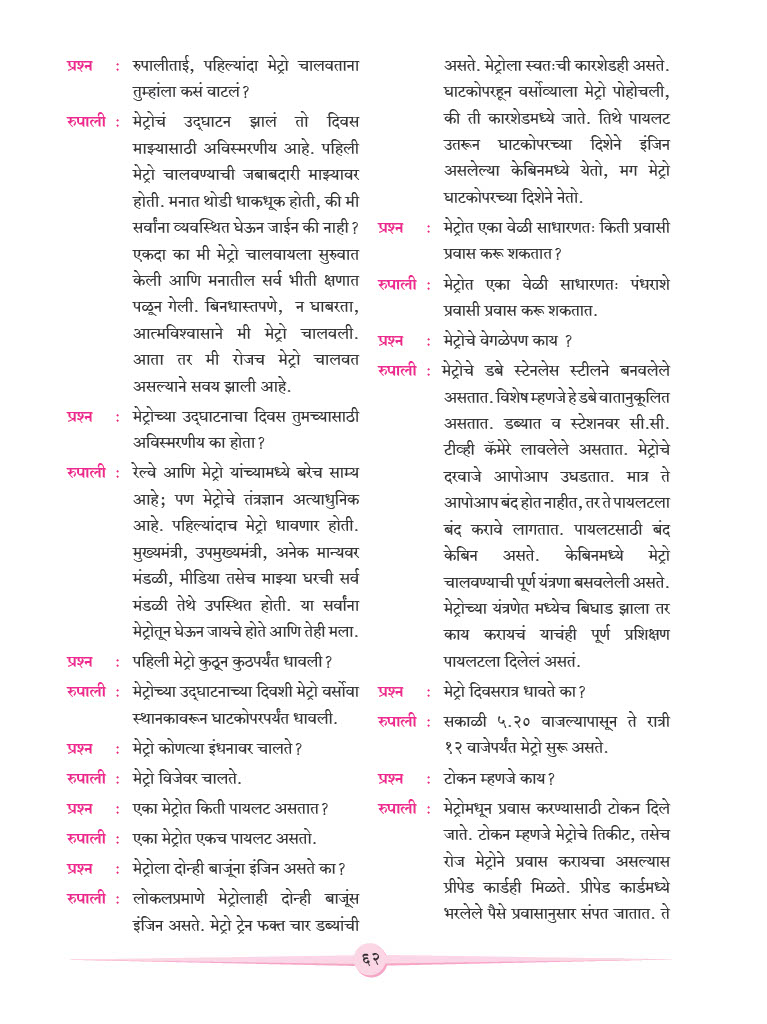 प्रश्न : रुपालीताई, पहिल्यांदा मेट्रो चालवताना
तुम्हांला कसं वाटलं?
रुपाली : मेट्रोचं उद्‌घाटन झालं तो दिवस
माझ्यासाठी अविस्मरणीय आहे. पहिली
मेट्रो चालवण्याची जबाबदारी माझ्यावर
होती. मनात थोडी धाकधूक होती, की मी
सर्वांना व्यवस्थित घेऊन जाईन की नाही?
एकदा का मी मेट्रो चालवायला सुरुवात
केली आणि मनातील सर्व भीती क्षणात
पळून गेली. बिनधास्तपणे, न घाबरता,
आत्मविश्वासाने मी मेट्रो चालवली.
आता तर मी रोजच मेट्रो चालवत
असल्याने सवय झाली आहे.
प्रश्न : मेट्रोच्या उद्‌घाटनाचा दिवस तुमच्यासाठी
अविस्मरणीय का होता?
रुपाली : रेल्वे आणि मेट्रो यांच्यामध्ये बरेच साम्य
आहे; पण मेट्रोचे तंत्रज्ञान अत्याधुनिक
आहे. पहिल्यांदाच मेट्रो धावणार होती.
मुख्यमंत्री, उपमुख्यमंत्री, अनेक मान्यवर
मंडळी, मीडिया तसेच माझ्या घरची सर्व
मंडळी तेथे उपस्थित होती. या सर्वांना
मेट्रोतून घेऊन जायचे होते आणि तेही मला.
प्रश्न : पहिली मेट्रो कुठून कुठपर्यंत धावली?
रुपाली : मेट्रोच्या उद्‌घाटनाच्या दिवशी मेट्रो वर्सोवा
स्थानकावरून घाटकोपरपर्यंत धावली.
प्रश्न : मेट्रो कोणत्या इंधनावर चालते?
रुपाली : मेट्रो विजेवर चालते.
प्रश्न : एका मेट्रोत किती पायलट असतात?
रुपाली : एका मेट्रोत एकच पायलट असतो.
प्रश्न : मेट्रोला दोन्ही बाजूंना इंजिन असते का?
रुपाली : लोकलप्रमाणे मेट्रोलाही दोन्ही बाजूंस
इंजिन असते. मेट्रो ट्रेन फक्त चार डब्यांची
असते. मेट्रोला स्वतःची कारशेडही असते.
घाटकोपरहून वर्सोव्याला मेट्रो पोहोचली,
की ती कारशेडमध्ये जाते. तिथे पायलट
उतरून घाटकोपरच्या दिशेने इंजिन
असलेल्या केबिनमध्ये येतो, मग मेट्रो
घाटकोपरच्या दिशेने नेतो.
प्रश्न : मेट्रोत एका वेळी साधारणतः किती प्रवासी
प्रवास करू शकतात?
रुपाली : मेट्रोत एका वेळी साधारणतः पंधराशे
प्रवासी प्रवास करू शकतात.
प्रश्न : मेट्रोचे वेगळेपण काय ?
रुपाली : मेट्रोचे डबे स्टेनलेस स्टीलने बनवलेले
असतात. विशेष म्हणजे हे डबे वातानुकूलित
असतात. डब्यात व स्टेशनवर सी.सी.
टीव्ही कॅमेरे लावलेले असतात. मेट्रोचे
दरवाजे आपोआप उघडतात. मात्र ते
आपोआप बंद होत नाहीत, तर ते पायलटला
बंद करावे लागतात. पायलटसाठी बंद
केबिन असते. केबिनमध्ये मेट्रो
चालवण्याची पूर्ण यंत्रणा बसवलेली असते.
मेट्रोच्या यंत्रणेत मध्येच बिघाड झाला तर
काय करायचं याचंही पूर्ण प्रशिक्षण
पायलटला दिलेलं असतं.
प्रश्न : मेट्रो दिवसरात्र धावते का?
रुपाली : सकाळी ५.२० वाजल्यापासून ते रात्री
१२ वाजेपर्यंत मेट्रो सुरू असते.
प्रश्न : टोकन म्हणजे काय?
रुपाली : मेट्रोमधून प्रवास करण्यासाठी टोकन दिले
जाते. टोकन म्हणजे मेट्रोचे तिकीट, तसेच
रोज मेट्रोने प्रवास करायचा असल्यास
प्रीपेड कार्डही मिळते. प्रीपेड कार्डमध्ये
भरलेले पैसे प्रवासानुसार संपत जातात. ते
६२